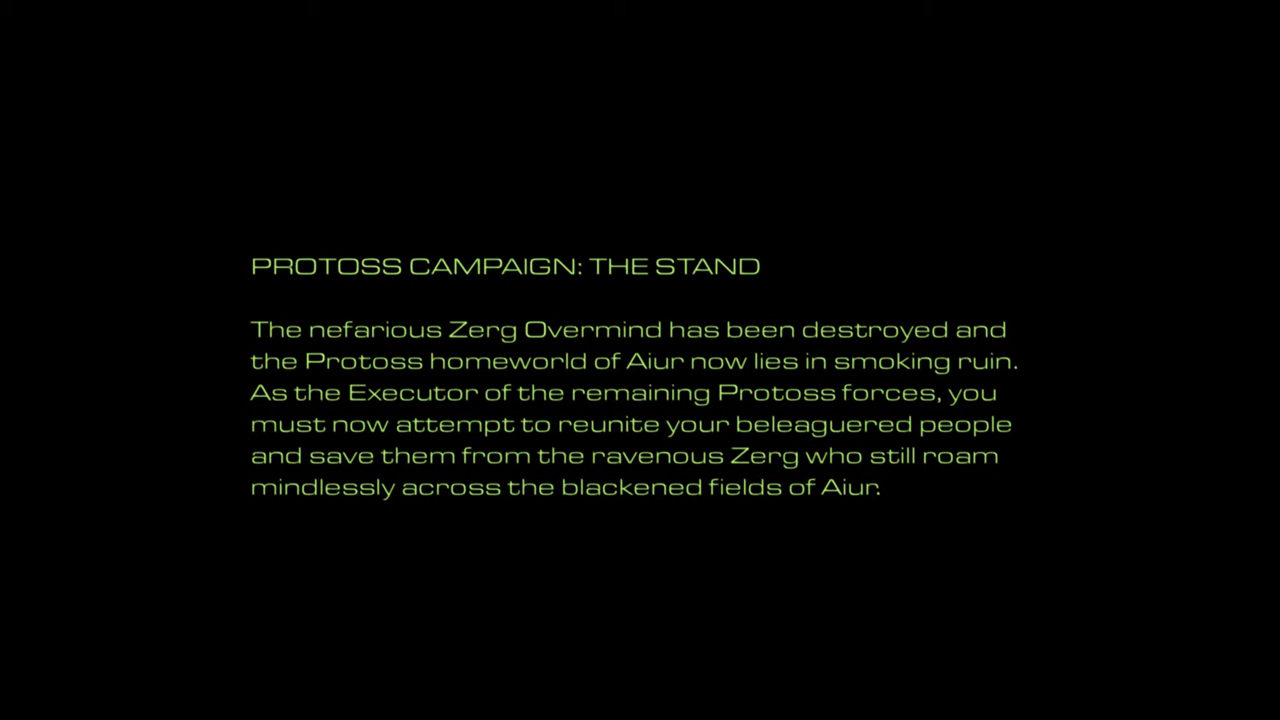 PROTOSS CAMPAIGN: THE STAND
The nefarious Zerg Overmind has been destroyed and
the Protoss homeworld of Aiur now lies in smoking ruin.
As the Executor of the remaining Protoss forces, you
must now attempt to reunite your beleaguered people
and save them from the ravenous Zerg who still roam
mindlessly across the blackened fields of Aiur.